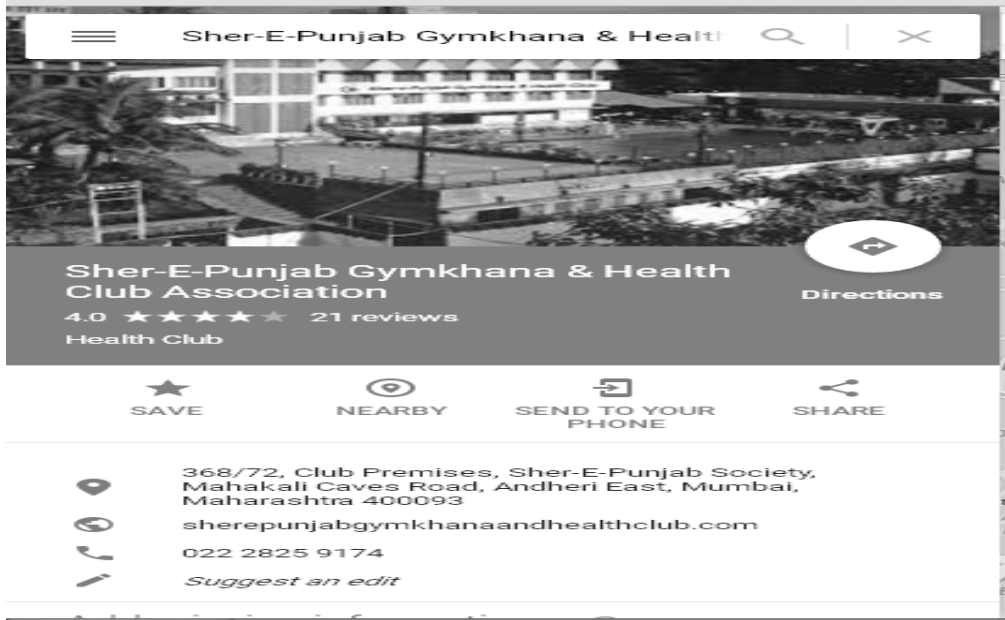 Sher-E-Punjab Gymkhana & Healt
Sher-E-Punjab Gymkhana & Health
Club Association
Directions
4.0 21 reviews
Health Club
SAVE NEARBY SEND TO YOUR PHONE SHARE
368/72, Club Premises, Sher-E-Punjab Society,
Mahakali Caves Road, Andheri East, Mumbai,
Maharashtra 400093
sherepunjabgymkhanaandhealthclub.com
022 2825 9174
Suggest an edit